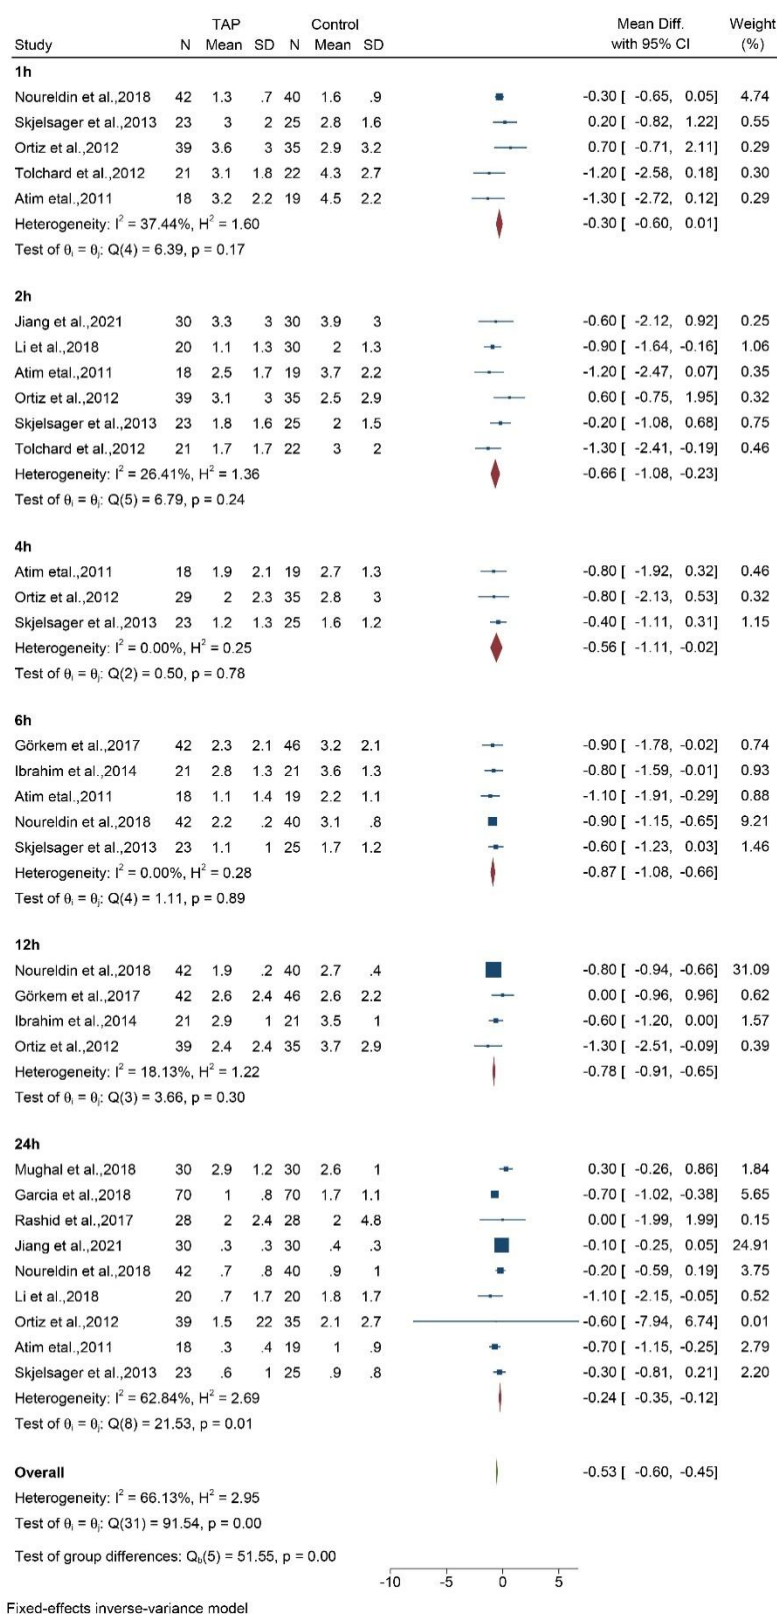 TAP Control Mean Diff. Weight
Study N Mean SD N Mean SD with 95% CI (%)
1h
Noureldin et al.,2018 42 1.3 .7 40 1.6 .9 -0.30 [ -0.65, 0.05] 4.74
Skjelsager et al.,2013 23 3 2 25 2.8 1.6 0.20 [ -0.82, 1.22] 0.55
Ortiz et al.,2012 39 3.6 3 35 2.9 3.2 0.70 [ -0.71, 2.11] 0.29
Tolchard et al.,2012 21 3.1 1.8 22 4.3 2.7 -1.20 [ -2.58, 0.18] 0.30
Atim etal.,2011 18 3.2 2.2 19 4.5 2.2 -1.30 [ -2.72, 0.12] 0.29
Heterogeneity: I² = 37.44%, H² = 1.60 -0.30 [ -0.60, 0.01]
Test of θᵢ = θⱼ: Q(4) = 6.39, p = 0.17
2h
Jiang et al.,2021 30 3.3 3 30 3.9 3 -0.60 [ -2.12, 0.92] 0.25
Li et al.,2018 20 1.1 1.3 30 2 1.3 -0.90 [ -1.64, -0.16] 1.06
Atim etal.,2011 18 2.5 1.7 19 3.7 2.2 -1.20 [ -2.47, 0.07] 0.35
Ortiz et al.,2012 39 3.1 3 35 2.5 2.9 0.60 [ -0.75, 1.95] 0.32
Skjelsager et al.,2013 23 1.8 1.6 25 2 1.5 -0.20 [ -1.08, 0.68] 0.75
Tolchard et al.,2012 21 1.7 1.7 22 3 2 -1.30 [ -2.41, -0.19] 0.46
Heterogeneity: I² = 26.41%, H² = 1.36 -0.66 [ -1.08, -0.23]
Test of θᵢ = θⱼ: Q(5) = 6.79, p = 0.24
4h
Atim etal.,2011 18 1.9 2.1 19 2.7 1.3 -0.80 [ -1.92, 0.32] 0.46
Ortiz et al.,2012 29 2 2.3 35 2.8 3 -0.80 [ -2.13, 0.53] 0.32
Skjelsager et al.,2013 23 1.2 1.3 25 1.6 1.2 -0.40 [ -1.11, 0.31] 1.15
Heterogeneity: I² = 0.00%, H² = 0.25 -0.56 [ -1.11, -0.02]
Test of θᵢ = θⱼ: Q(2) = 0.50, p = 0.78
6h
Görkem et al.,2017 42 2.3 2.1 46 3.2 2.1 -0.90 [ -1.78, -0.02] 0.74
Ibrahim et al.,2014 21 2.8 1.3 21 3.6 1.3 -0.80 [ -1.59, -0.01] 0.93
Atim etal.,2011 18 1.1 1.4 19 2.2 1.1 -1.10 [ -1.91, -0.29] 0.88
Noureldin et al.,2018 42 2.2 .2 40 3.1 .8 -0.90 [ -1.15, -0.65] 9.21
Skjelsager et al.,2013 23 1.1 1 25 1.7 1.2 -0.60 [ -1.23, 0.03] 1.46
Heterogeneity: I² = 0.00%, H² = 0.28 -0.87 [ -1.08, -0.66]
Test of θᵢ = θⱼ: Q(4) = 1.11, p = 0.89
12h
Noureldin et al.,2018 42 1.9 .2 40 2.7 .4 -0.80 [ -0.94, -0.66] 31.09
Görkem et al.,2017 42 2.6 2.4 46 2.6 2.2 0.00 [ -0.96, 0.96] 0.62
Ibrahim et al.,2014 21 2.9 1 21 3.5 1 -0.60 [ -1.20, 0.00] 1.57
Ortiz et al.,2012 39 2.4 2.4 35 3.7 2.9 -1.30 [ -2.51, -0.09] 0.39
Heterogeneity: I² = 18.13%, H² = 1.22 -0.78 [ -0.91, -0.65]
Test of θᵢ = θⱼ: Q(3) = 3.66, p = 0.30
24h
Mughal et al.,2018 30 2.9 1.2 30 2.6 1 0.30 [ -0.26, 0.86] 1.84
Garcia et al.,2018 70 1 .8 70 1.7 1.1 -0.70 [ -1.02, -0.38] 5.65
Rashid et al.,2017 28 2 2.4 28 2 4.8 0.00 [ -1.99, 1.99] 0.15
Jiang et al.,2021 30 .3 .3 30 .4 .3 -0.10 [ -0.25, 0.05] 24.91
Noureldin et al.,2018 42 .7 .8 40 .9 1 -0.20 [ -0.59, 0.19] 3.75
Li et al.,2018 20 .7 1.7 20 1.8 1.7 -1.10 [ -2.15, -0.05] 0.52
Ortiz et al.,2012 39 1.5 22 35 2.1 2.7 -0.60 [ -7.94, 6.74] 0.01
Atim etal.,2011 18 .3 .4 19 1 .9 -0.70 [ -1.15, -0.25] 2.79
Skjelsager et al.,2013 23 .6 1 25 .9 .8 -0.30 [ -0.81, 0.21] 2.20
Heterogeneity: I² = 62.84%, H² = 2.69 -0.24 [ -0.35, -0.12]
Test of θᵢ = θⱼ: Q(8) = 21.53, p = 0.01
Overall -0.53 [ -0.60, -0.45]
Heterogeneity: I² = 66.13%, H² = 2.95
Test of θᵢ = θⱼ: Q(31) = 91.54, p = 0.00
Test of group differences: Q_b(5) = 51.55, p = 0.00
-10 -5 0 5
Fixed-effects inverse-variance model